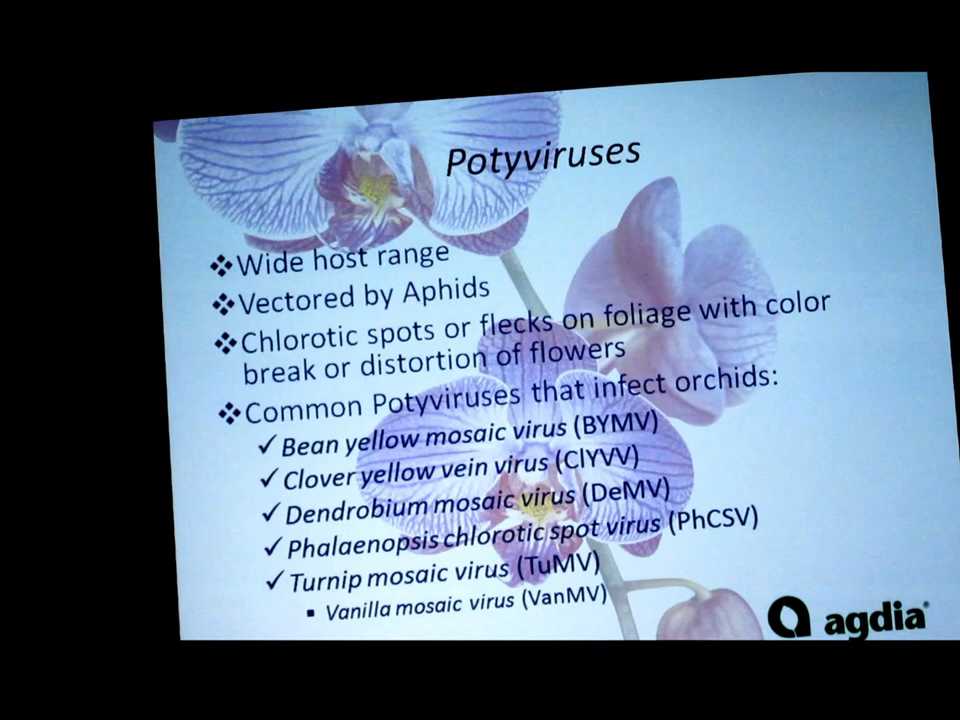 Potyviruses
❖Wide host range
❖Vectored by Aphids
❖Chlorotic spots or flecks on foliage with color
break or distortion of flowers
❖Common Potyviruses that infect orchids:
✓Bean yellow mosaic virus (BYMV)
✓Clover yellow vein virus (ClYVV)
✓Dendrobium mosaic virus (DeMV)
✓Phalaenopsis chlorotic spot virus (PhCSV)
✓Turnip mosaic virus (TuMV)
▪ Vanilla mosaic virus (VanMV)
agdia®